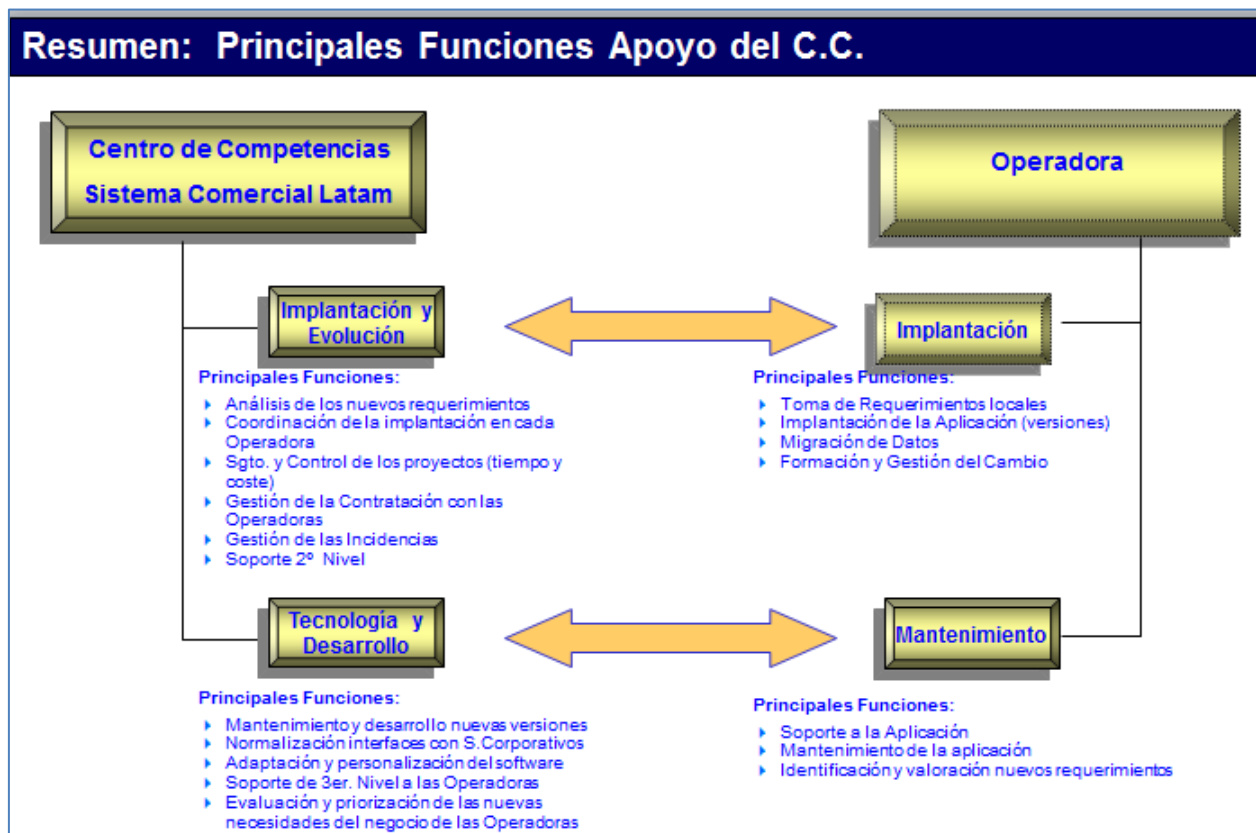 Resumen: Principales Funciones Apoyo del C.C.
Centro de Competencias
Sistema Comercial Latam
Operadora
Implantación y
Evolución
Implantación
Principales Funciones:
Análisis de los nuevos requerimientos
Coordinación de la implantación en cada
Operadora
Sgto. y Control de los proyectos (tiempo y
coste)
Gestión de la Contratación con las
Operadoras
Gestión de las Incidencias
Soporte 2º Nivel
Principales Funciones:
Toma de Requerimientos locales
Implantación de la Aplicación (versiones)
Migración de Datos
Formación y Gestión del Cambio
Tecnología y
Desarrollo
Mantenimiento
Principales Funciones:
Mantenimiento y desarrollo nuevas versiones
Normalización interfaces con S.Corporativos
Adaptación y personalización del software
Soporte de 3er. Nivel a las Operadoras
Evaluación y priorización de las nuevas
necesidades del negocio de las Operadoras
Principales Funciones:
Soporte a la Aplicación
Mantenimiento de la aplicación
Identificación y valoración nuevos requerimientos